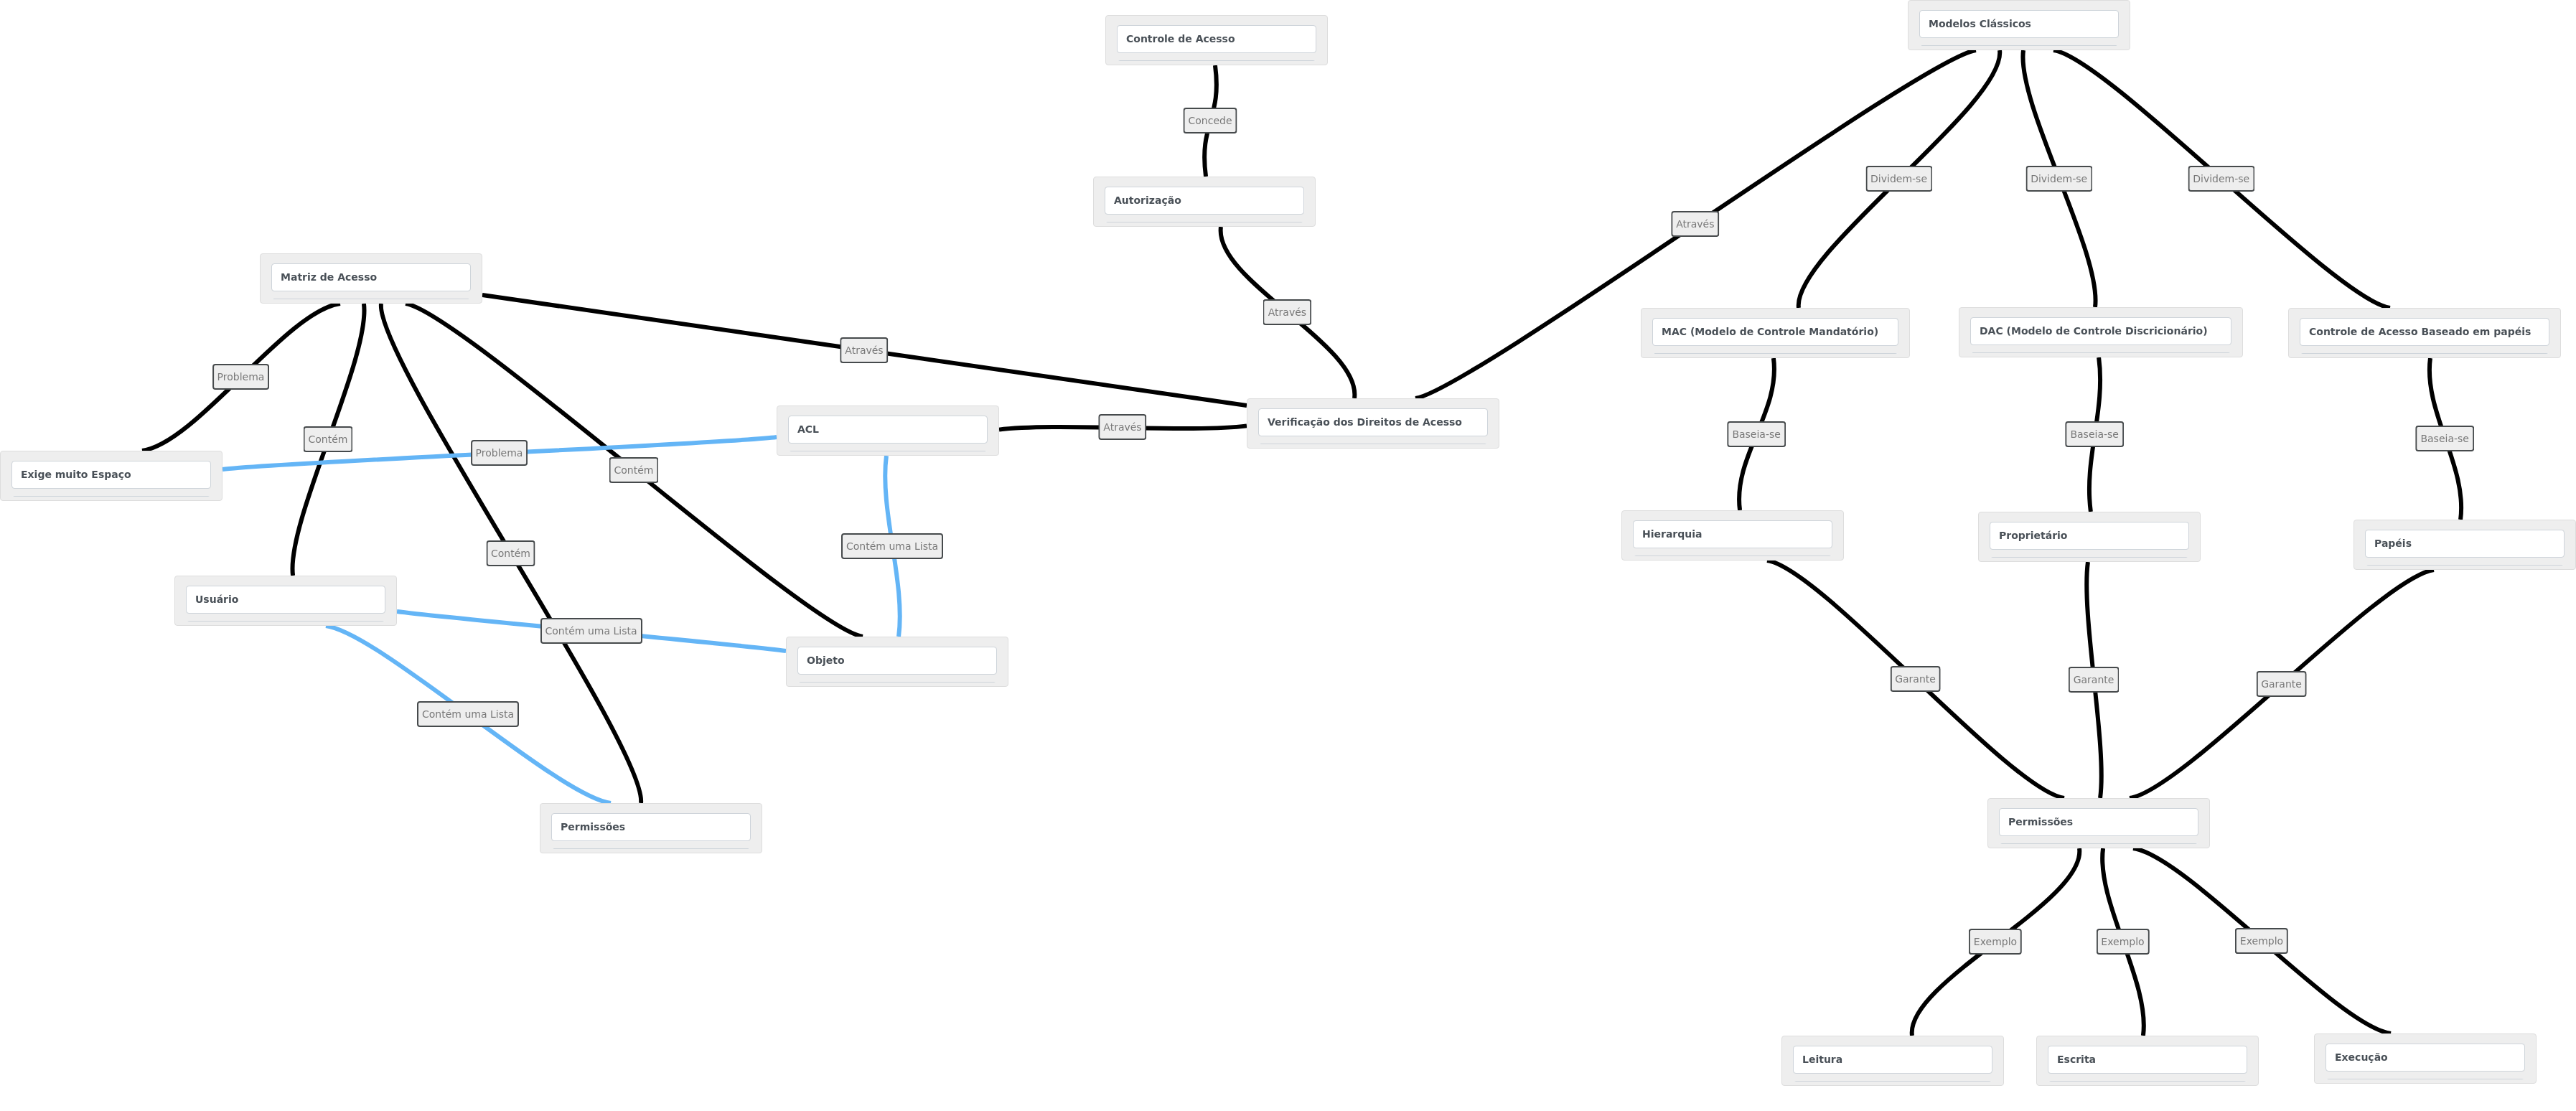 Modelos Clássicos
Controle de Acesso
Concede
Dividem-se
Dividem-se
Dividem-se
Autorização
Através
Matriz de Acesso
Através
MAC (Modelo de Controle Mandatório)
DAC (Modelo de Controle Discricionário)
Controle de Acesso Baseado em papéis
Através
Problema
Verificação dos Direitos de Acesso
ACL
Através
Baseia-se
Baseia-se
Baseia-se
Contém
Problema
Contém
Exige muito Espaço
Hierarquia
Proprietário
Papéis
Contém uma Lista
Contém
Usuário
Contém uma Lista
Objeto
Garante
Garante
Garante
Contém uma Lista
Permissões
Permissões
Exemplo
Exemplo
Exemplo
Leitura
Escrita
Execução